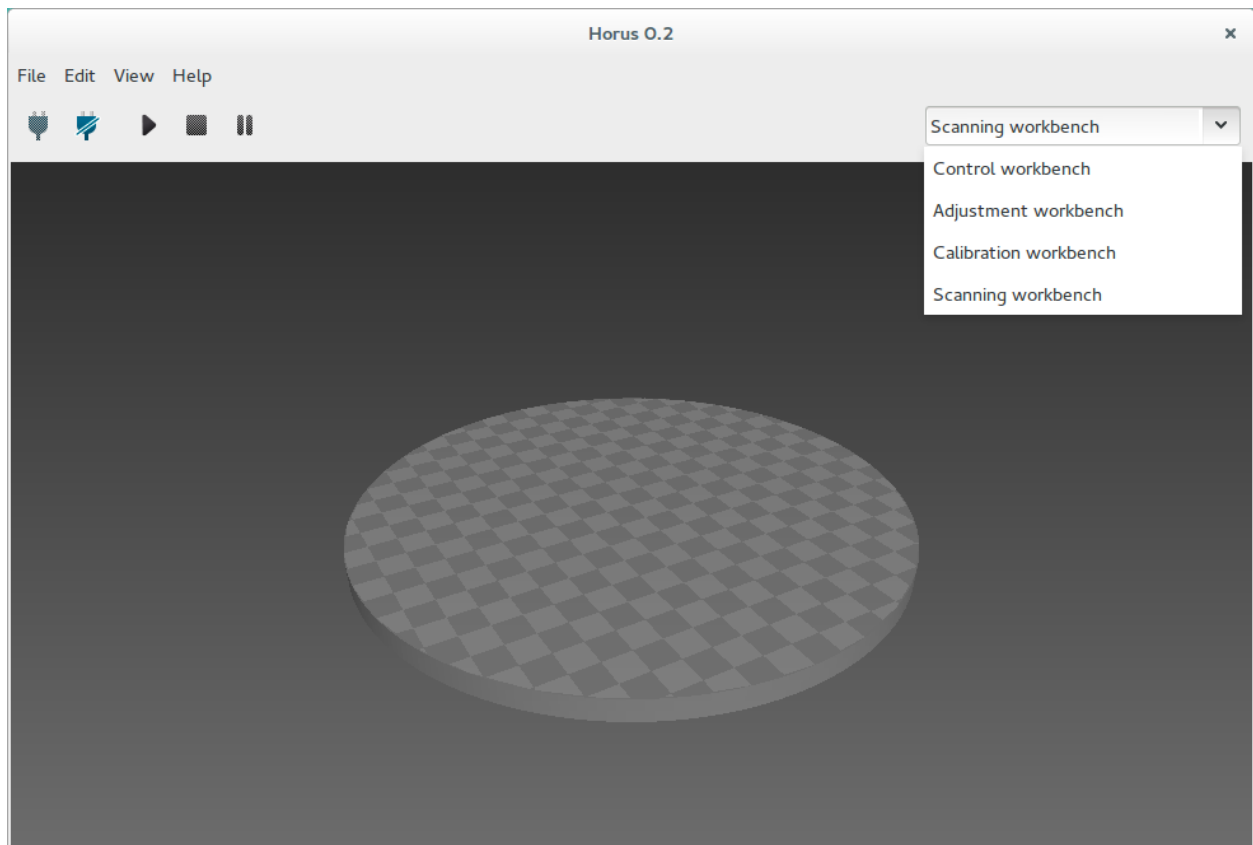 Horus 0.2
File Edit View Help
Scanning workbench
Control workbench
Adjustment workbench
Calibration workbench
Scanning workbench